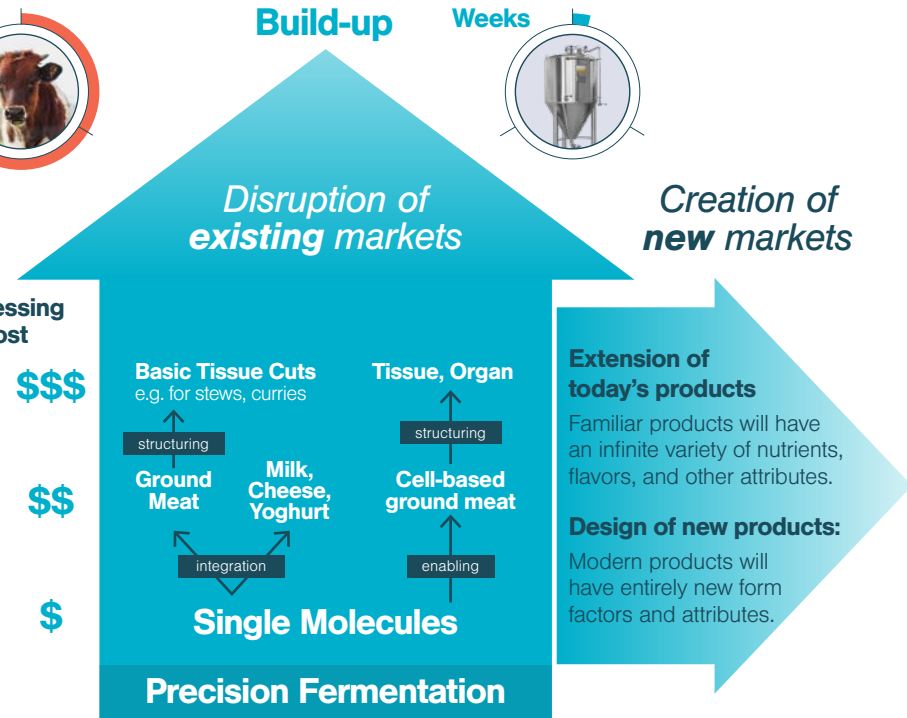 Build-up
Weeks
Disruption of
existing markets
Creation of
new markets
essing
ost
$$$
Basic Tissue Cuts
e.g. for stews, curries
Tissue, Organ
structuring
structuring
$$
Ground
Meat
Milk,
Cheese,
Yoghurt
Cell-based
ground meat
integration
enabling
$
Single Molecules
Precision Fermentation
Extension of
today’s products
Familiar products will have
an infinite variety of nutrients,
flavors, and other attributes.
Design of new products:
Modern products will
have entirely new form
factors and attributes.